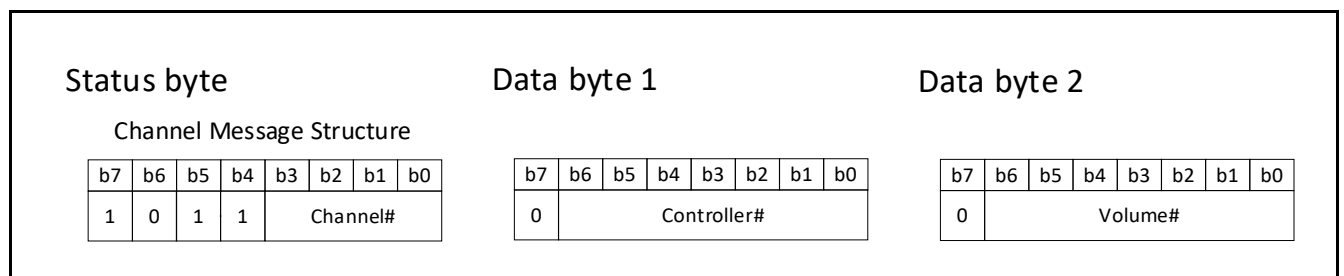 Status byte
Data byte 1
Data byte 2
Channel Message Structure
b7 b6 b5 b4 b3 b2 b1 b0
b7 b6 b5 b4 b3 b2 b1 b0
b7 b6 b5 b4 b3 b2 b1 b0
1 0 1 1 Channel#
0 Controller#
0 Volume#